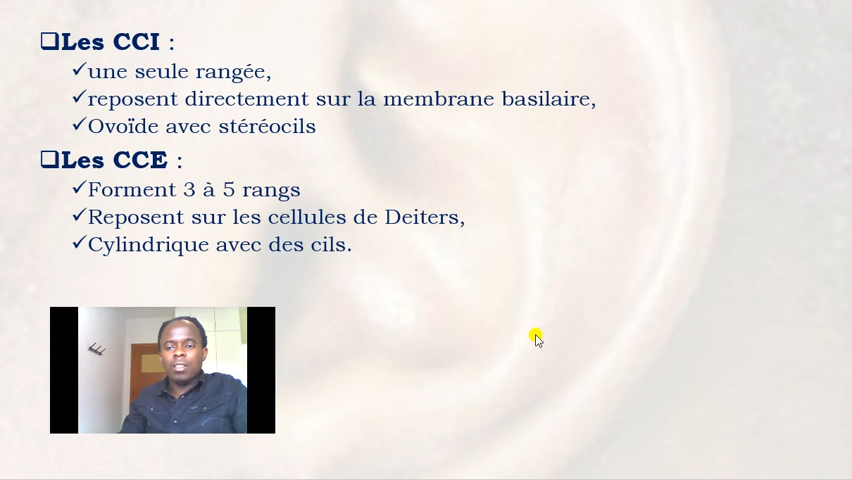 ❑Les CCI :
✓une seule rangée,
✓reposent directement sur la membrane basilaire,
✓Ovoïde avec stéréocils
❑Les CCE :
✓Forment 3 à 5 rangs
✓Reposent sur les cellules de Deiters,
✓Cylindrique avec des cils.